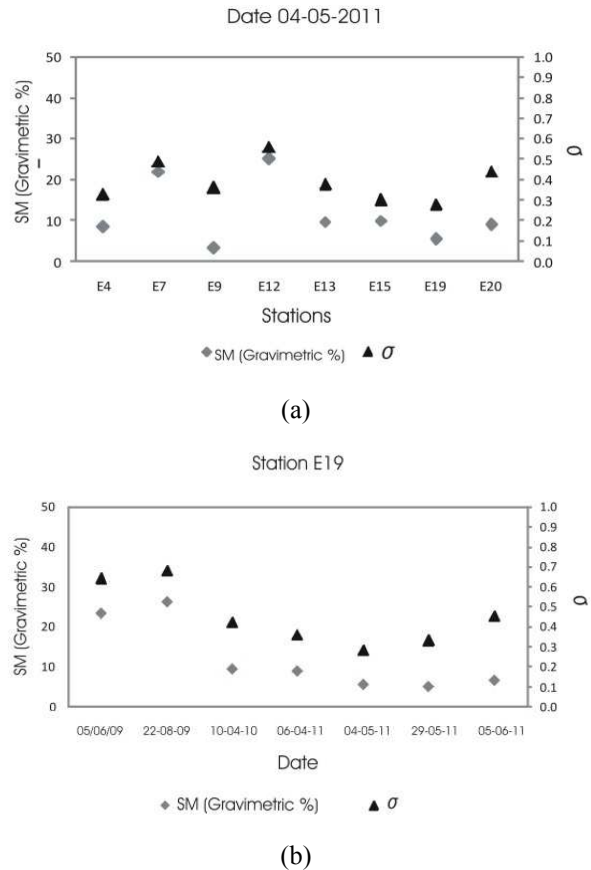 Date 04-05-2011
50
40
30
20
10
0
SM (Gravimetric %)
1.0
0.9
0.8
0.7
0.6
0.5
0.4
0.3
0.2
0.1
0.0
σ
E4 E7 E9 E12 E13 E15 E19 E20
Stations
SM (Gravimetric %) σ
(a)
Station E19
50
40
30
20
10
0
SM (Gravimetric %)
1.0
0.9
0.8
0.7
0.6
0.5
0.4
0.3
0.2
0.1
0.0
σ
05/06/09 22-08-09 10-04-10 06-04-11 04-05-11 29-05-11 05-06-11
Date
SM (Gravimetric %) σ
(b)